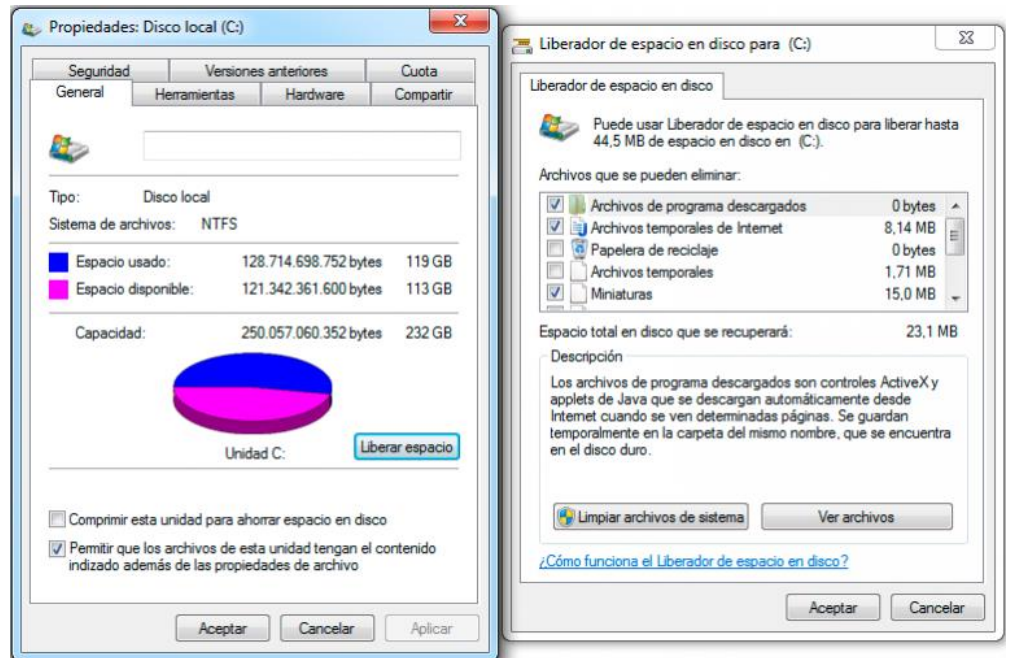 Propiedades: Disco local (C:)
Seguridad Versiones anteriores Cuota
General Herramientas Hardware Compartir
Tipo: Disco local
Sistema de archivos: NTFS
Espacio usado: 128.714.698.752 bytes 119 GB
Espacio disponible: 121.342.361.600 bytes 113 GB
Capacidad: 250.057.060.352 bytes 232 GB
Unidad C: Liberar espacio
Comprimir esta unidad para ahorrar espacio en disco
Permitir que los archivos de esta unidad tengan el contenido
indizado además de las propiedades de archivo
Aceptar Cancelar Aplicar
Liberador de espacio en disco para (C:)
Liberador de espacio en disco
Puede usar Liberador de espacio en disco para liberar hasta
44,5 MB de espacio en disco en (C:).
Archivos que se pueden eliminar:
Archivos de programa descargados 0 bytes
Archivos temporales de Internet 8,14 MB
Papelera de reciclaje 0 bytes
Archivos temporales 1,71 MB
Miniaturas 15,0 MB
Espacio total en disco que se recuperará: 23,1 MB
Descripción
Los archivos de programa descargados son controles ActiveX y
applets de Java que se descargan automáticamente desde
Internet cuando se ven determinadas páginas. Se guardan
temporalmente en la carpeta del mismo nombre, que se encuentra
en el disco duro.
Limpiar archivos de sistema Ver archivos
¿Cómo funciona el Liberador de espacio en disco?
Aceptar Cancelar